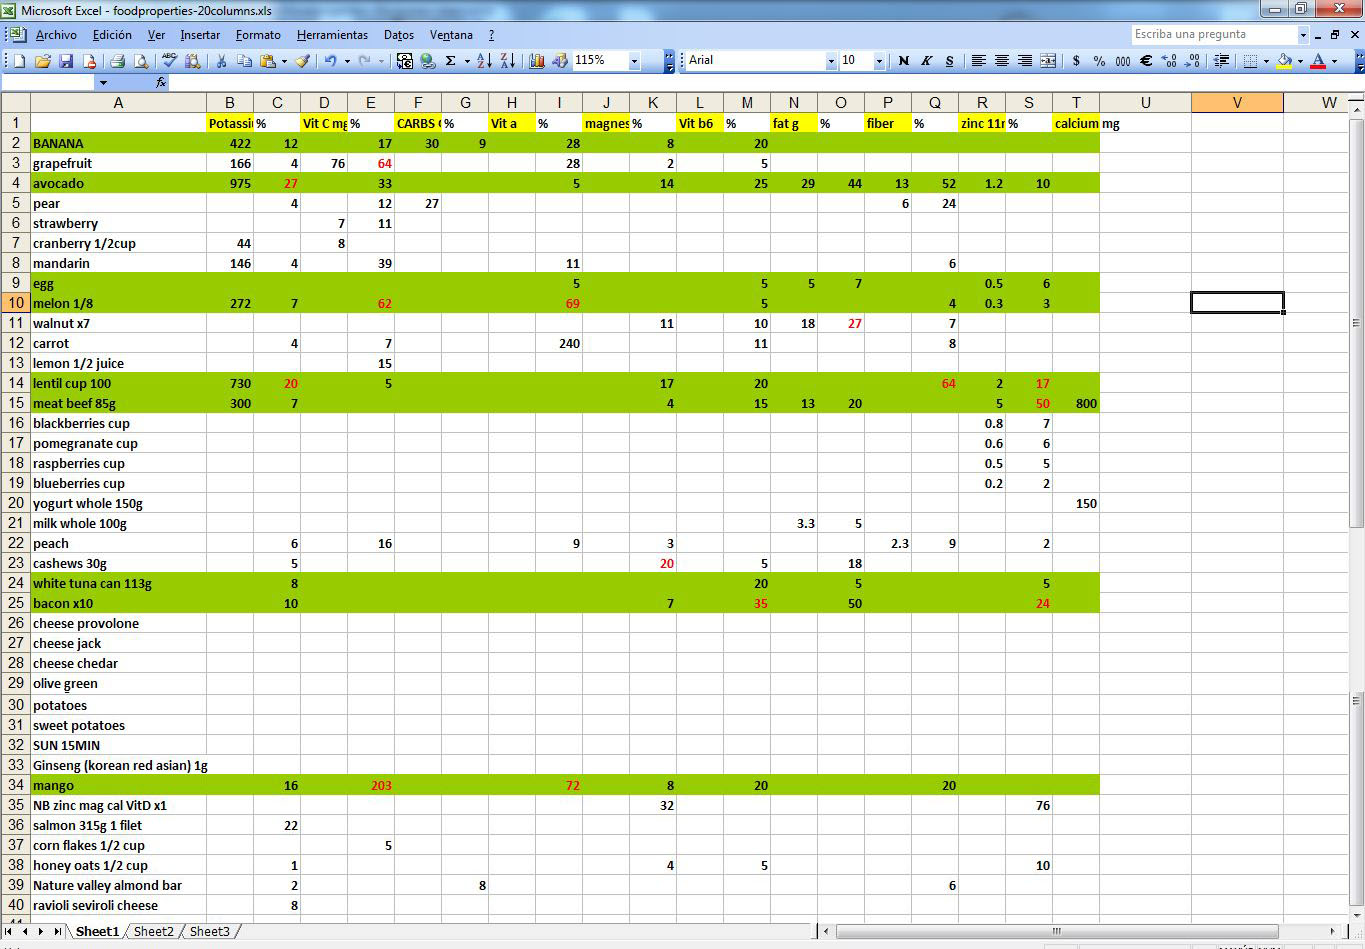 Microsoft Excel - foodproperties-20columns.xls
Archivo Edición Ver Insertar Formato Herramientas Datos Ventana ? Escriba una pregunta
115% Arial 10 N K S $ % 000 €
A B C D E F G H I J K L M N O P Q R S T U V W
1 Potassi % Vit C mg % CARBS % Vit a % magnes % Vit b6 % fat g % fiber % zinc 11 % calcium mg
2 BANANA 422 12 17 30 9 28 8 20
3 grapefruit 166 4 76 64 28 2 5
4 avocado 975 27 33 5 14 25 29 44 13 52 1.2 10
5 pear 4 12 27 6 24
6 strawberry 7 11
7 cranberry 1/2cup 44 8
8 mandarin 146 4 39 11 6
9 egg 5 5 5 7 0.5 6
10 melon 1/8 272 7 62 69 5 4 0.3 3
11 walnut x7 11 10 18 27 7
12 carrot 4 7 240 11 8
13 lemon 1/2 juice 15
14 lentil cup 100 730 20 5 17 20 64 2 17
15 meat beef 85g 300 7 4 15 13 20 5 50 800
16 blackberries cup 0.8 7
17 pomegranate cup 0.6 6
18 raspberries cup 0.5 5
19 blueberries cup 0.2 2
20 yogurt whole 150g 150
21 milk whole 100g 3.3 5
22 peach 6 16 9 3 2.3 9 2
23 cashews 30g 5 20 5 18
24 white tuna can 113g 8 20 5 5
25 bacon x10 10 7 35 50 24
26 cheese provolone
27 cheese jack
28 cheese chedar
29 olive green
30 potatoes
31 sweet potatoes
32 SUN 15MIN
33 Ginseng (korean red asian) 1g
34 mango 16 203 72 8 20 20
35 NB zinc mag cal VitD x1 32 76
36 salmon 315g 1 filet 22
37 corn flakes 1/2 cup 5
38 honey oats 1/2 cup 1 4 5 10
39 Nature valley almond bar 2 8 6
40 ravioli seviroli cheese 8
Sheet1 Sheet2 Sheet3